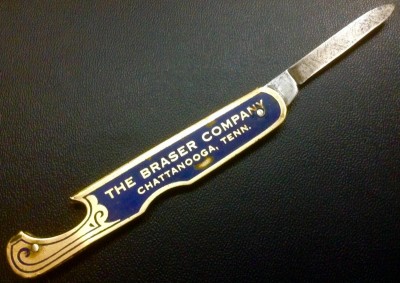 THE BRASER COMPANY
CHATTANOOGA, TENN.